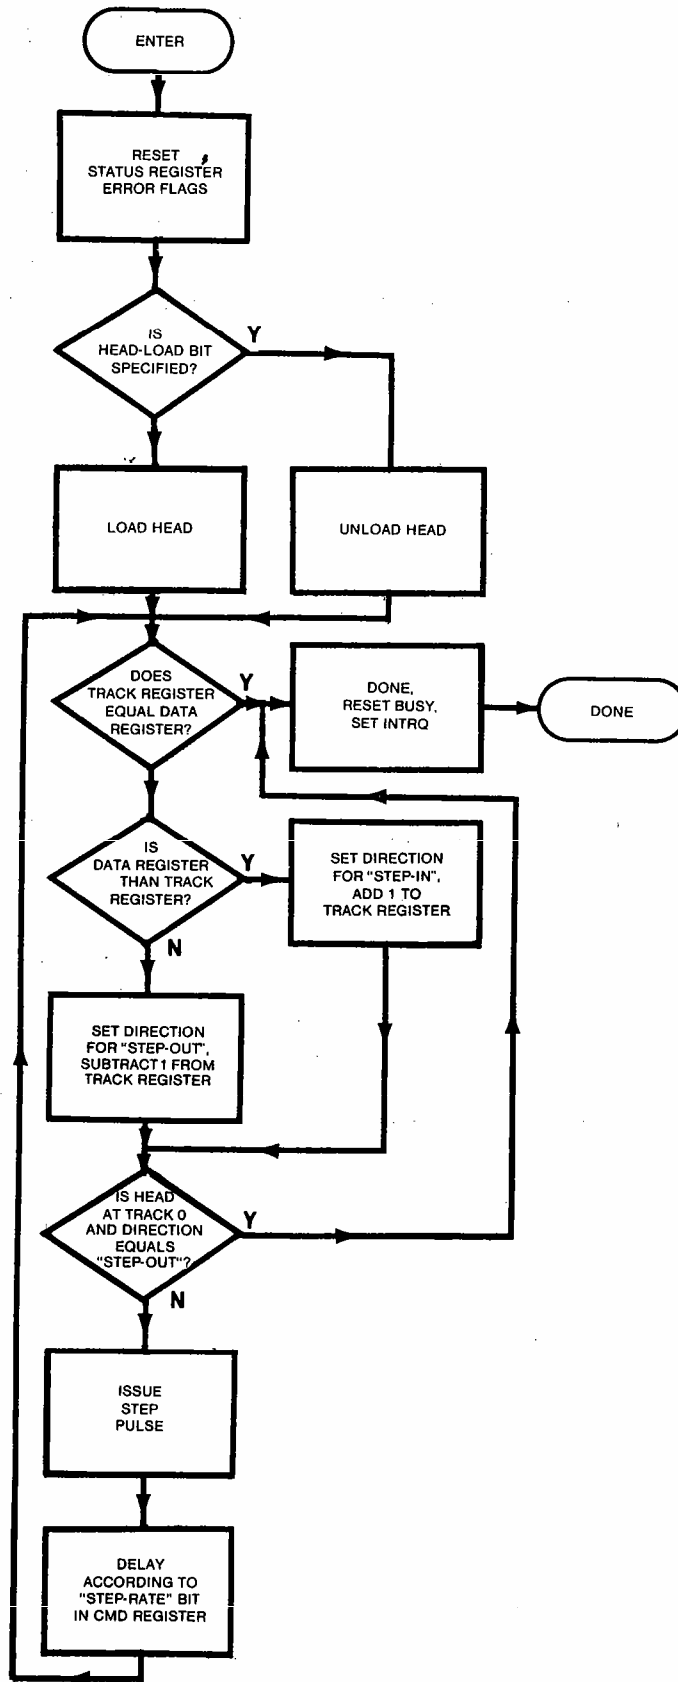 ENTER
RESET
STATUS REGISTER
ERROR FLAGS
IS
HEAD-LOAD BIT
SPECIFIED?
Y
LOAD HEAD
UNLOAD HEAD
DOES
TRACK REGISTER
EQUAL DATA
REGISTER?
Y
DONE,
RESET BUSY,
SET INTRQ
DONE
IS
DATA REGISTER
THAN TRACK
REGISTER?
Y
N
SET DIRECTION
FOR "STEP-IN",
ADD 1 TO
TRACK REGISTER
SET DIRECTION
FOR "STEP-OUT",
SUBTRACT 1 FROM
TRACK REGISTER
IS HEAD
AT TRACK 0
AND DIRECTION
EQUALS
"STEP-OUT"?
Y
N
ISSUE
STEP
PULSE
DELAY
ACCORDING TO
"STEP-RATE" BIT
IN CMD REGISTER